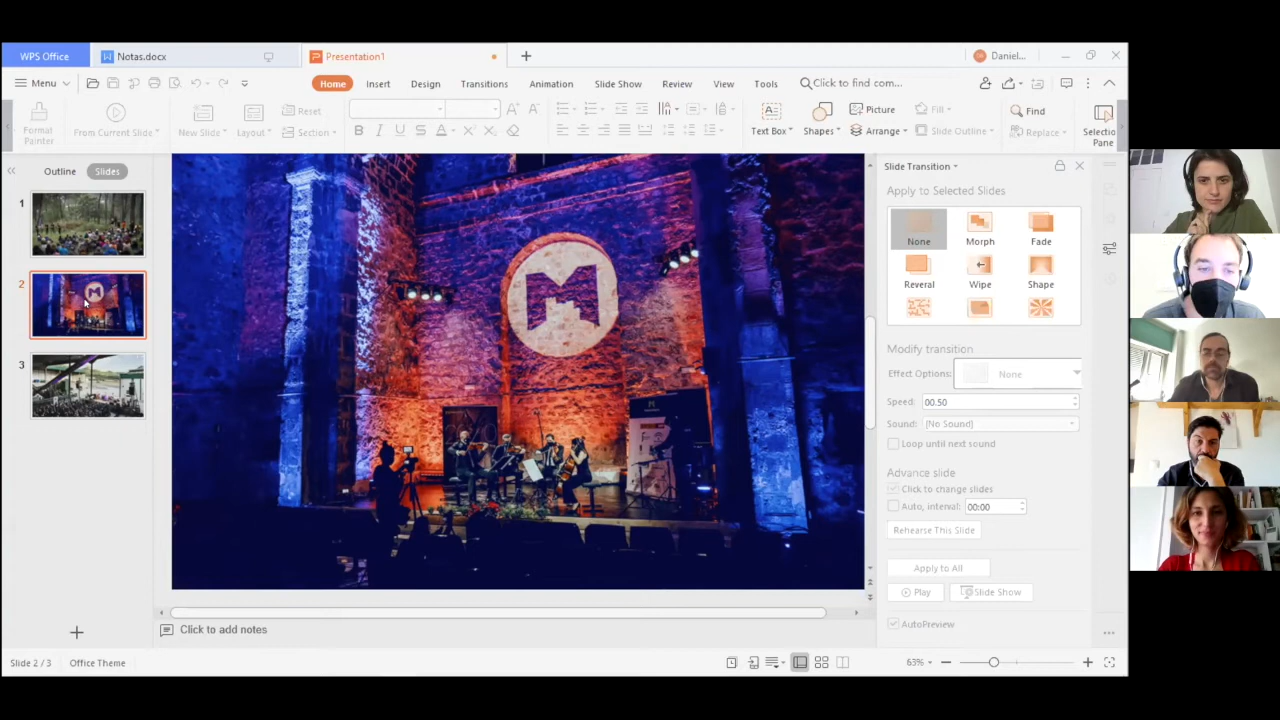 WPS Office
Notas.docx
Presentation1
Daniel...
Menu
Home
Insert
Design
Transitions
Animation
Slide Show
Review
View
Tools
Click to find com...
Format Painter
From Current Slide
New Slide
Layout
Reset
Section
B I U S A X² X₂
Text Box
Shapes
Picture
Arrange
Fill
Slide Outline
Find
Replace
Selectio
Pane
Outline
Slides
1
2
3
M
Slide Transition
Apply to Selected Slides
None
Morph
Fade
Reveral
Wipe
Shape
Modify transition
Effect Options:
None
Speed:
00.50
Sound:
[No Sound]
Loop until next sound
Advance slide
Click to change slides
Auto, interval:
00:00
Rehearse This Slide
Apply to All
Play
Slide Show
AutoPreview
Click to add notes
Slide 2 / 3
Office Theme
63%